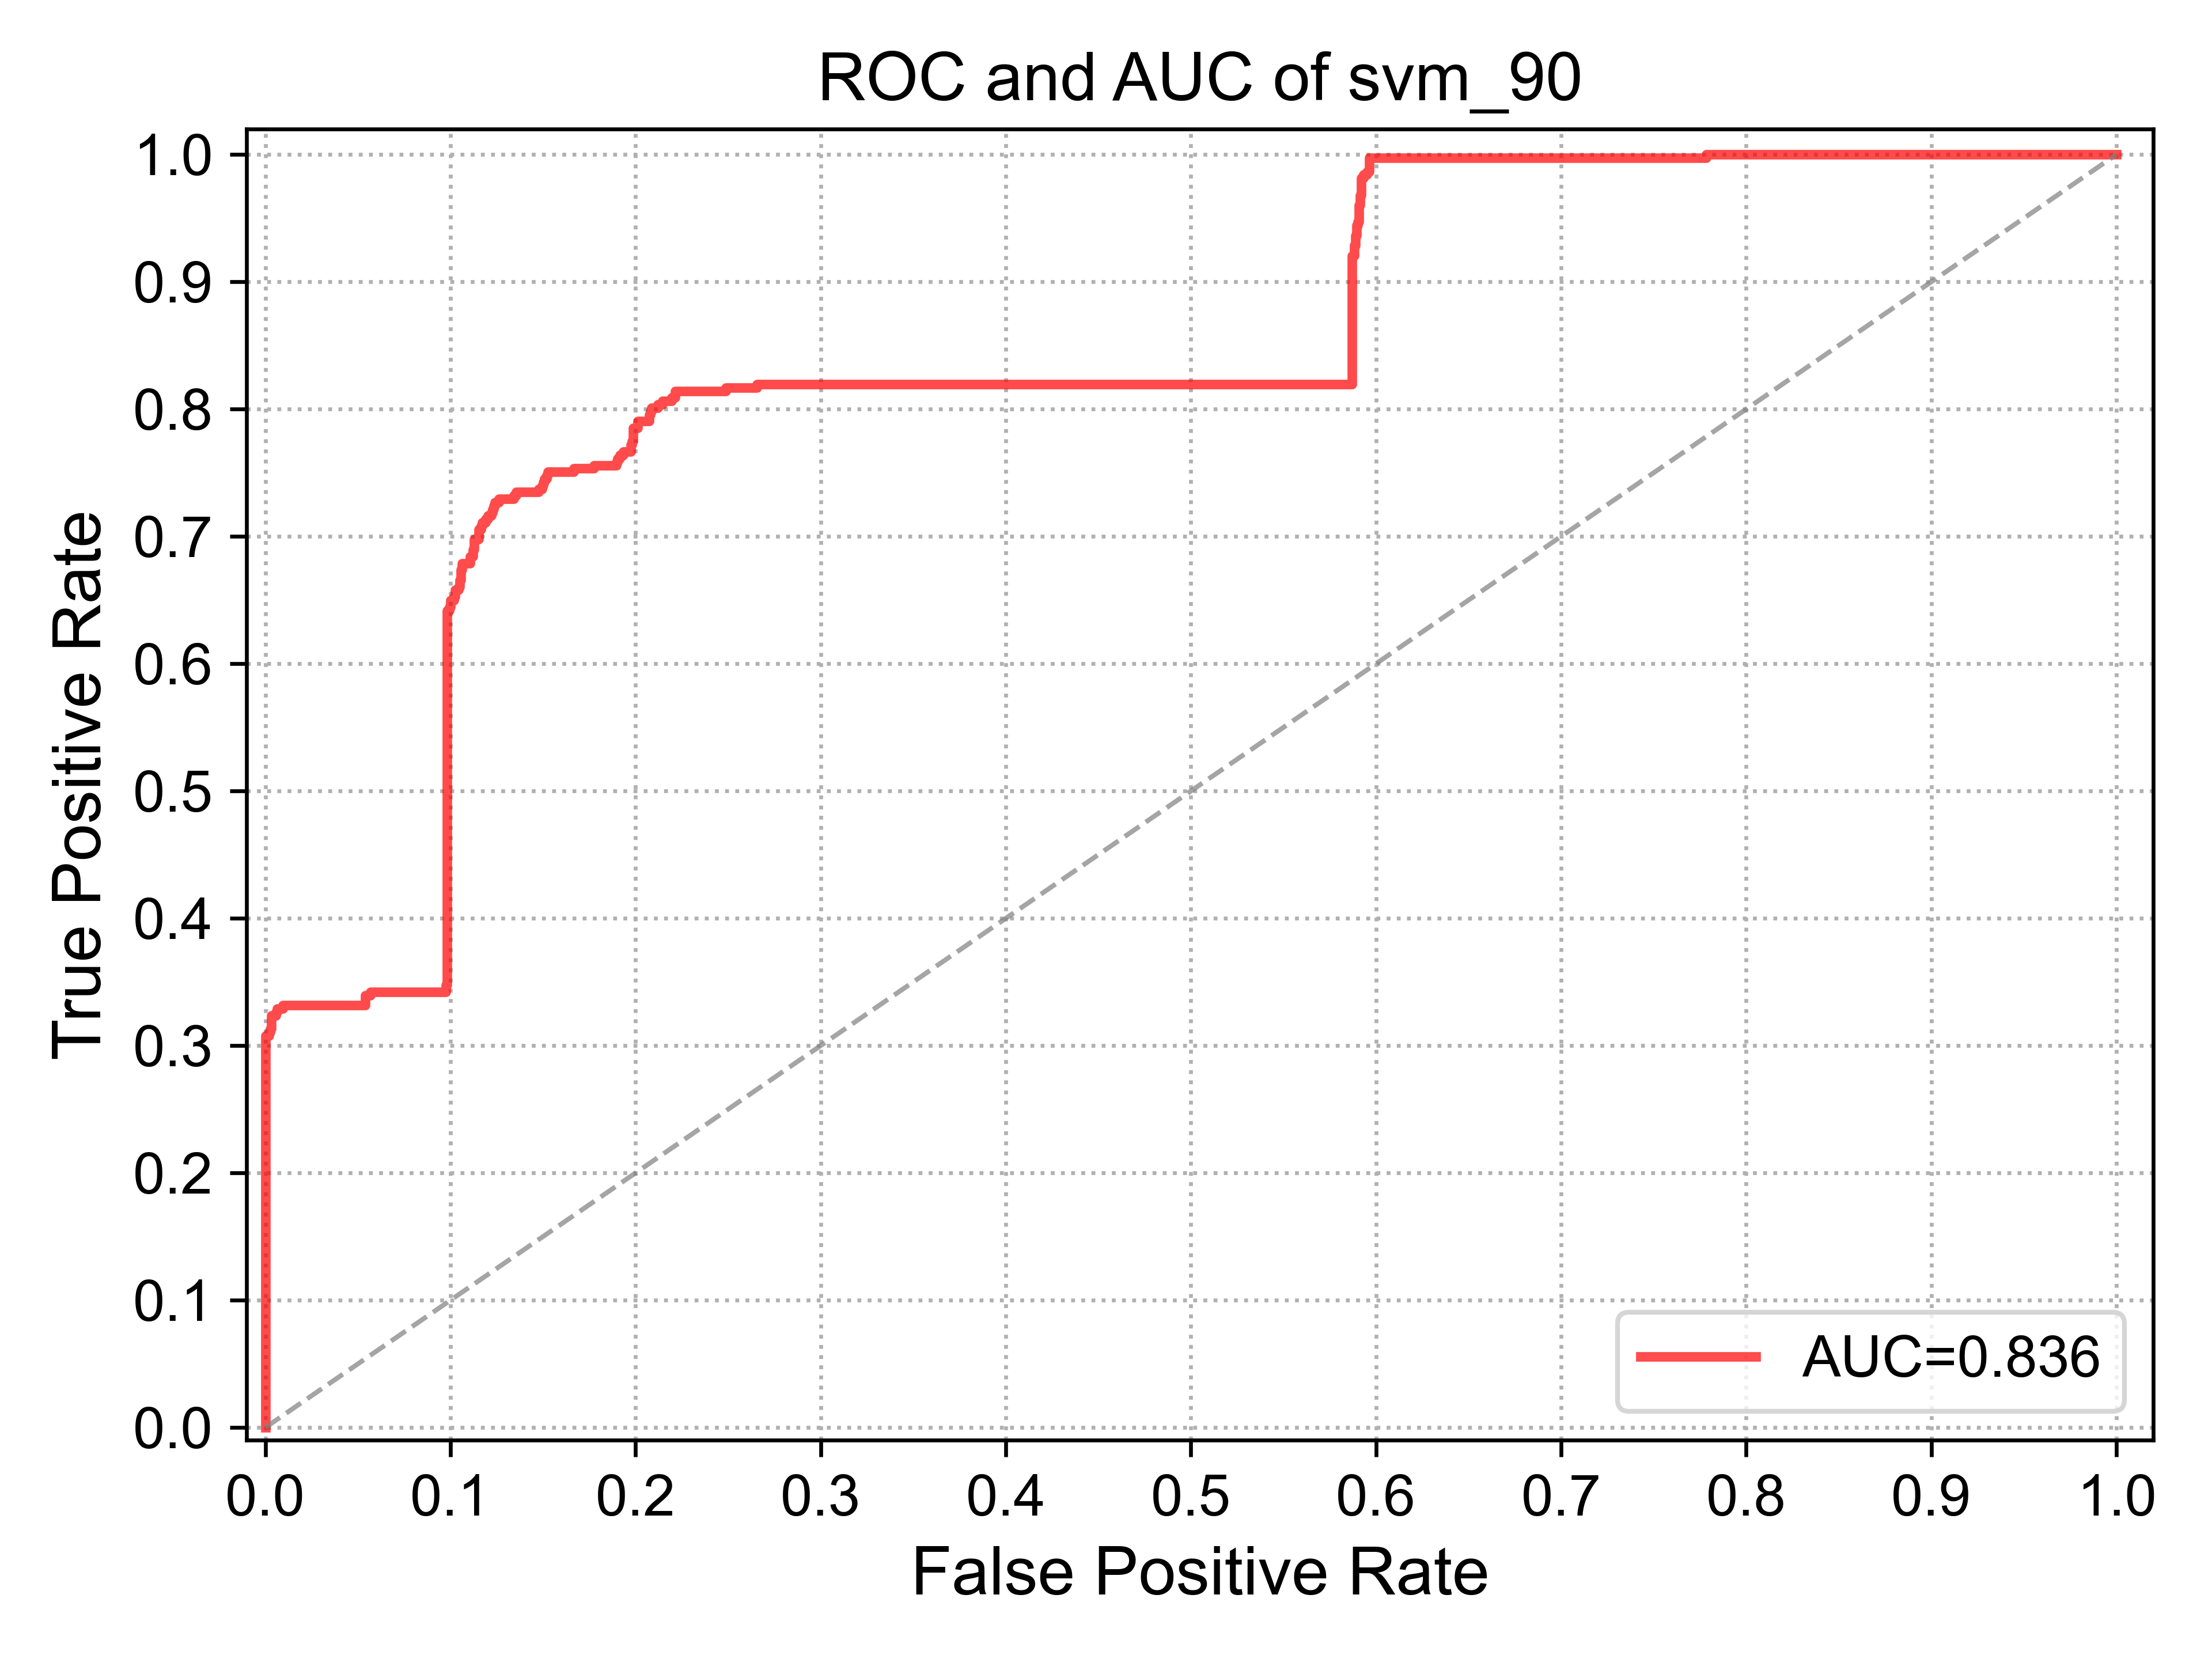 ROC and AUC of svm_90
1.0
0.9
0.8
0.7
0.6
0.5
0.4
0.3
0.2
0.1
0.0
True Positive Rate
AUC=0.836
0.0 0.1 0.2 0.3 0.4 0.5 0.6 0.7 0.8 0.9 1.0
False Positive Rate